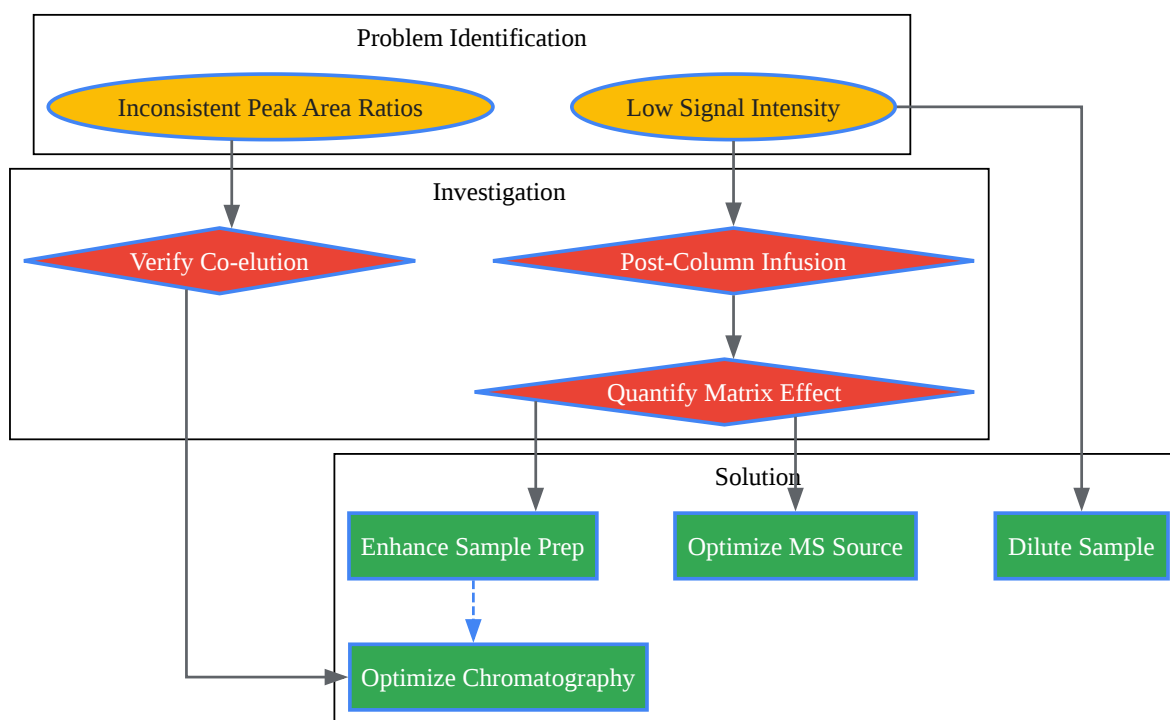 Problem Identification
Inconsistent Peak Area Ratios
Low Signal Intensity
Investigation
Verify Co-elution
Post-Column Infusion
Quantify Matrix Effect
Solution
Enhance Sample Prep
Optimize MS Source
Dilute Sample
Optimize Chromatography